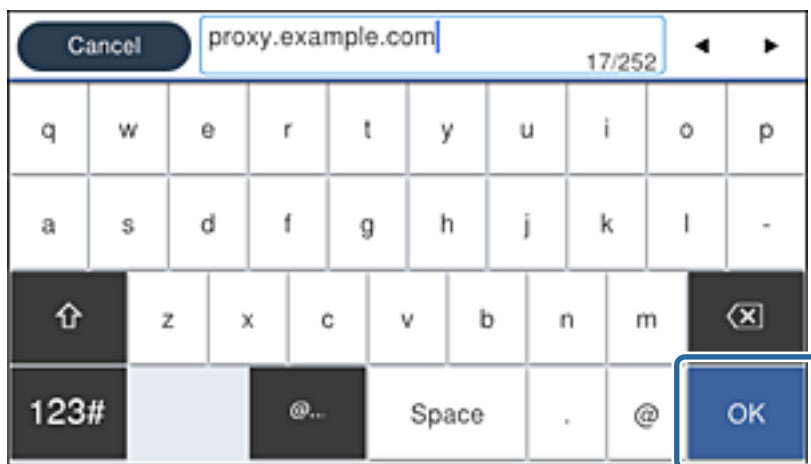 Cancel proxy.example.com
17/252
q w e r t y u i o p
a s d f g h j k l -
z x c v b n m
123# @... Space . @ OK